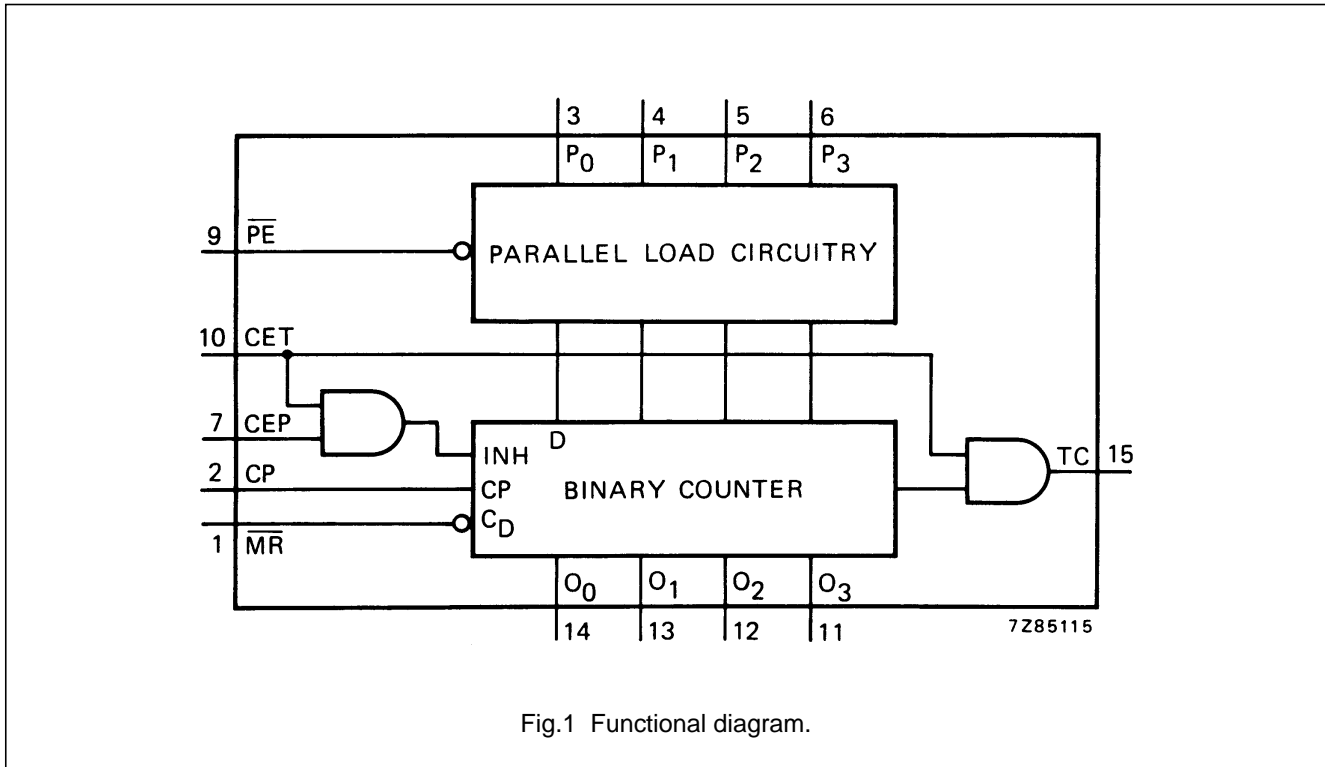 3 4 5 6
P0 P1 P2 P3
9 PE
PARALLEL LOAD CIRCUITRY
10 CET
7 CEP
D
INH
TC 15
2 CP
CP
BINARY COUNTER
CD
1 MR
O0 O1 O2 O3
14 13 12 11
7Z85115
Fig.1 Functional diagram.